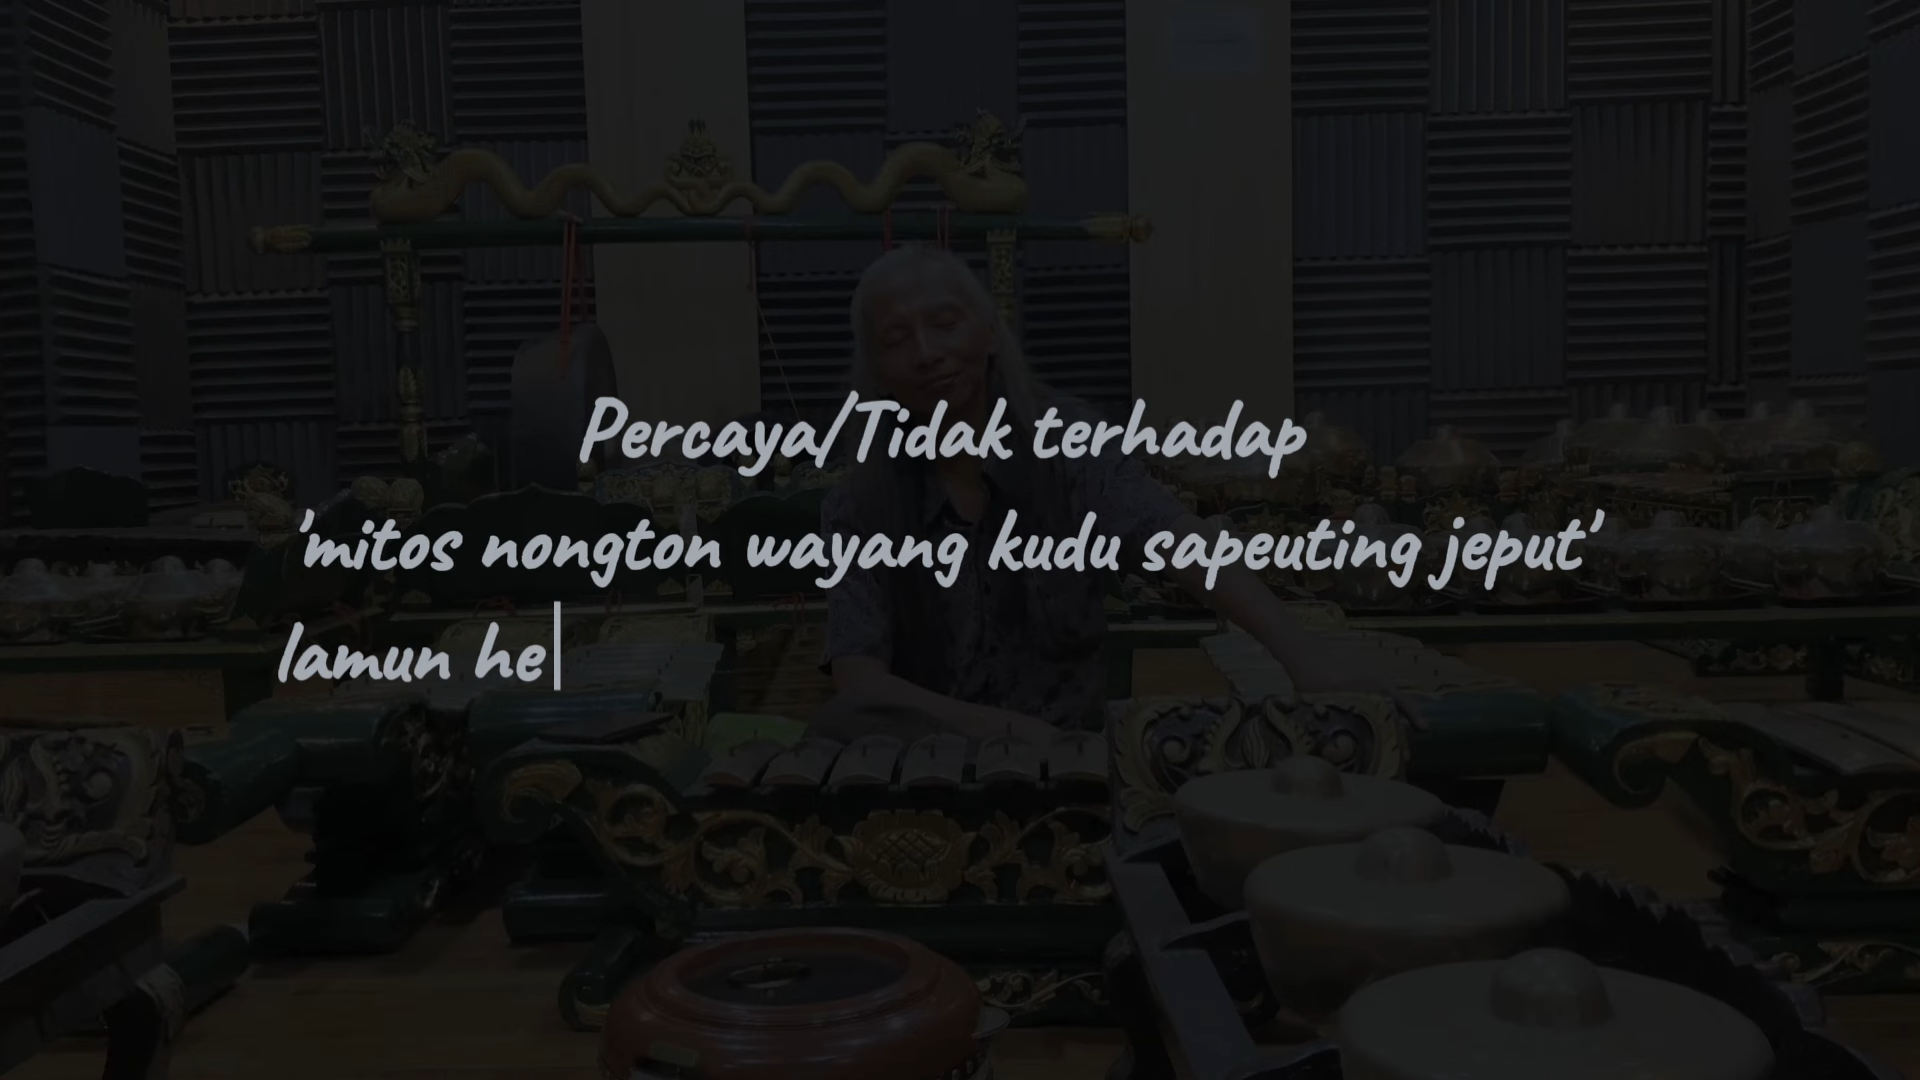 Percaya/Tidak terhadap
'mitos nongton wayang kudu sapeuting jeput'
lamun he